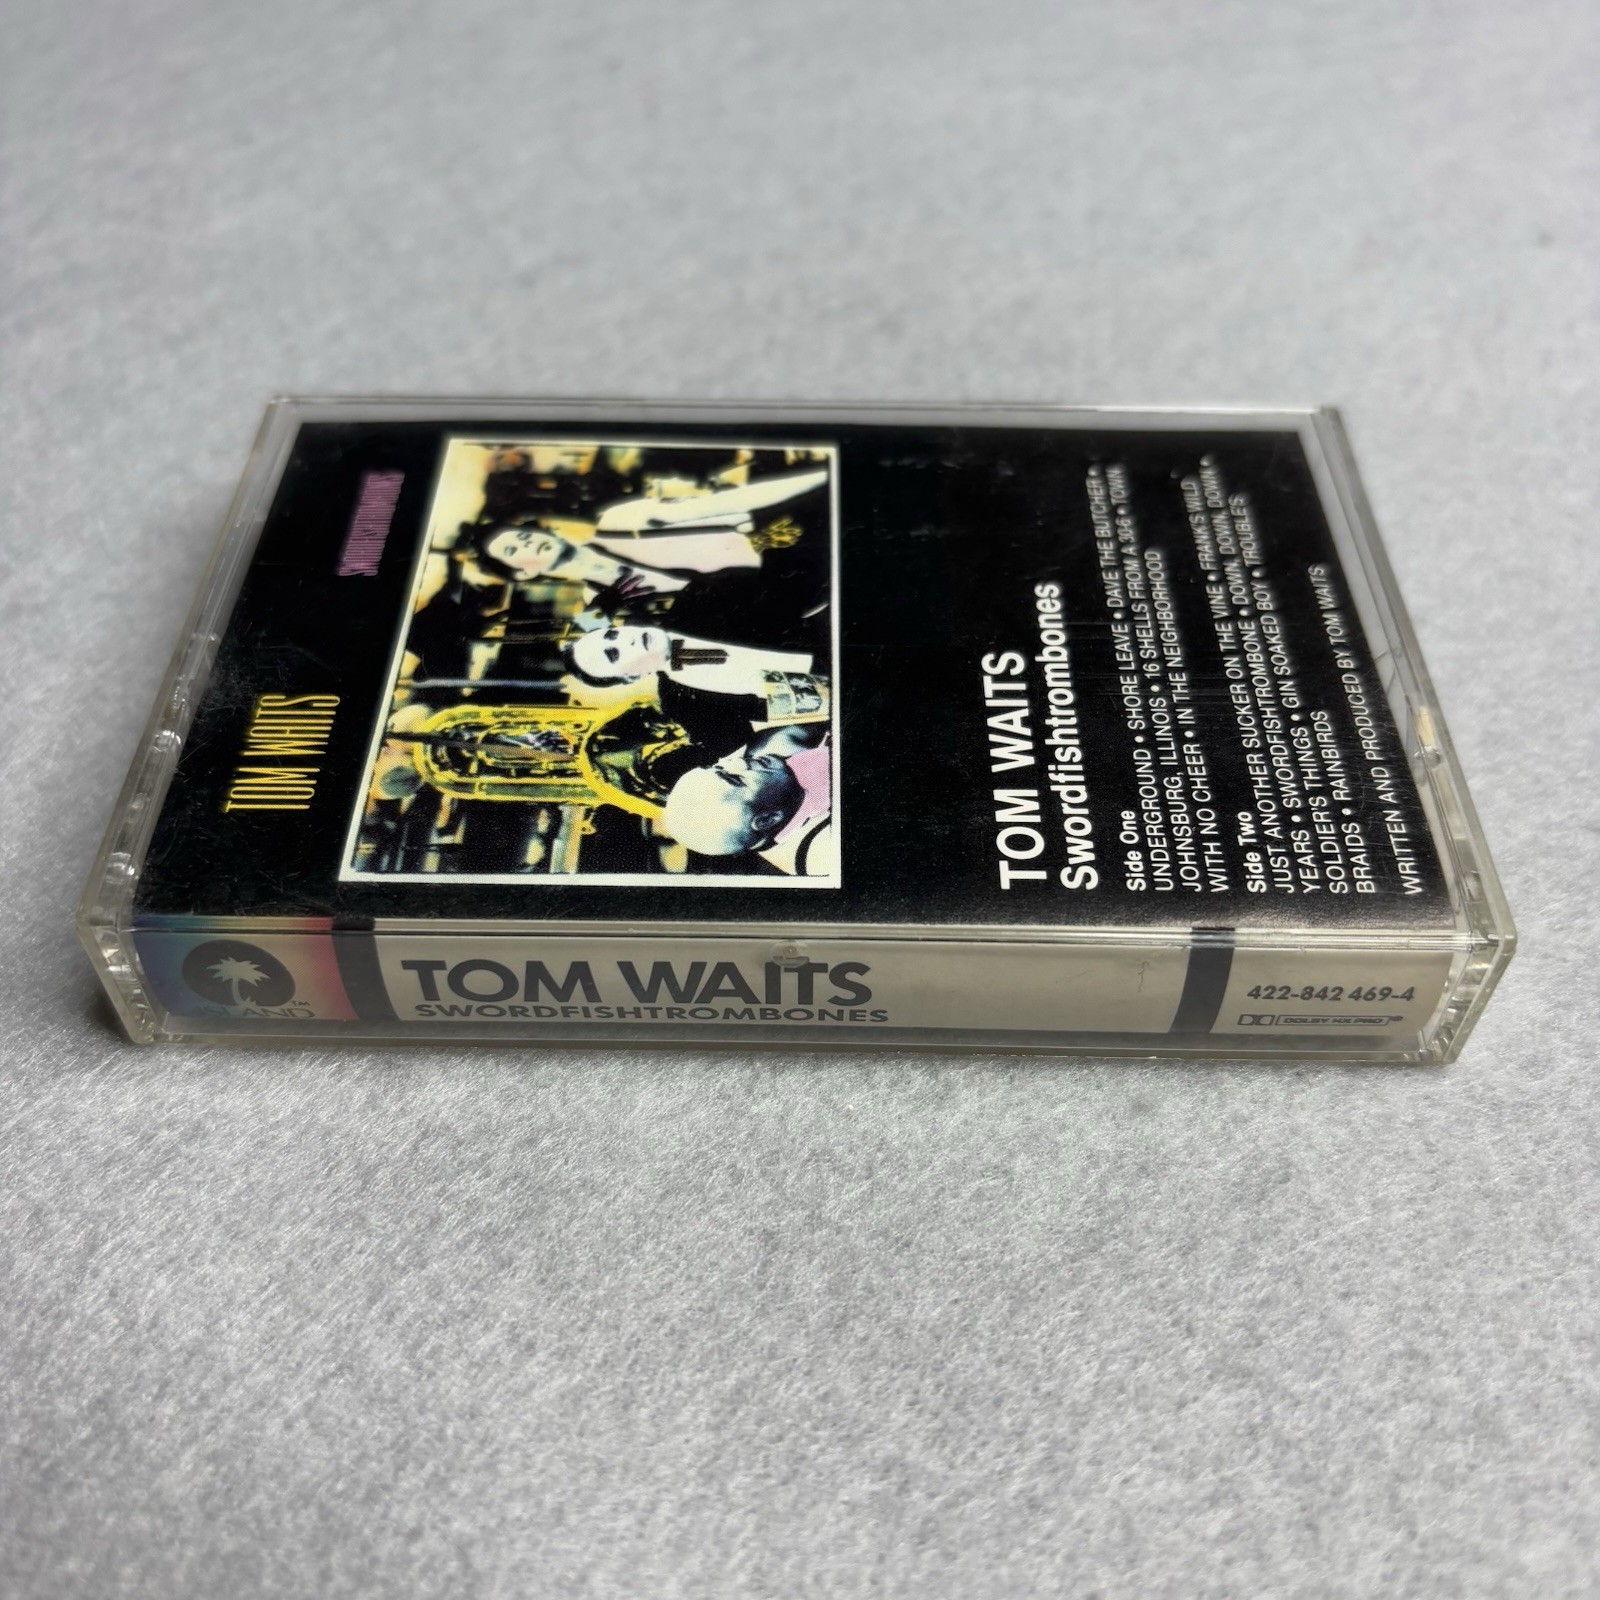 TOM WAITS
SWORDFISHTROMBONES
TOM WAITS
Swordfishtrombones
Side One
UNDERGROUND • SHORE LEAVE • DAVE THE BUTCHER •
JOHNSBURG, ILLINOIS • 16 SHELLS FROM A 30·6 • TOWN
WITH NO CHEER • IN THE NEIGHBORHOOD
Side Two
JUST ANOTHER SUCKER ON THE VINE • FRANK'S WILD
YEARS • SWORDFISHTROMBONE • DOWN, DOWN, DOWN •
SOLDIER'S THINGS • GIN SOAKED BOY • TROUBLE'S
BRAIDS • RAINBIRDS
WRITTEN AND PRODUCED BY TOM WAITS
ISLAND™
TOM WAITS
SWORDFISHTROMBONES
422-842 469-4
DOLBY HX PRO®